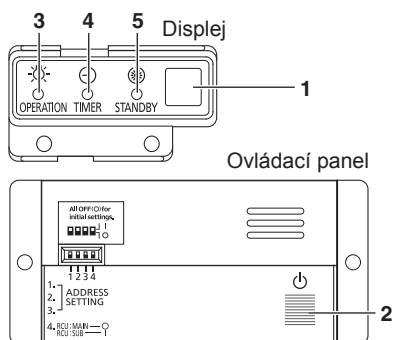 3 4 5 Displej
OPERATION TIMER STANDBY
1
Ovládací panel
All OFF(O)for
initial settings.
I
O
1 2 3 4
1.
2. ADDRESS
SETTING
3.
4. RCU : MAIN — O
RCU : SUB — I
2